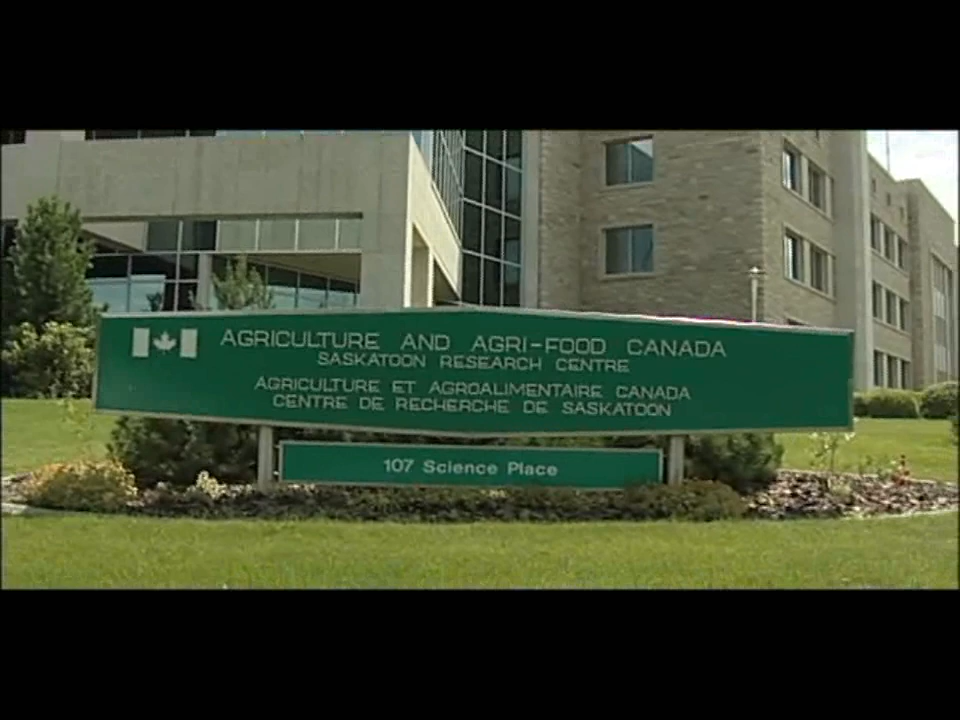 AGRICULTURE AND AGRI-FOOD CANADA
SASKATOON RESEARCH CENTRE
AGRICULTURE ET AGROALIMENTAIRE CANADA
CENTRE DE RECHERCHE DE SASKATOON
107 Science Place